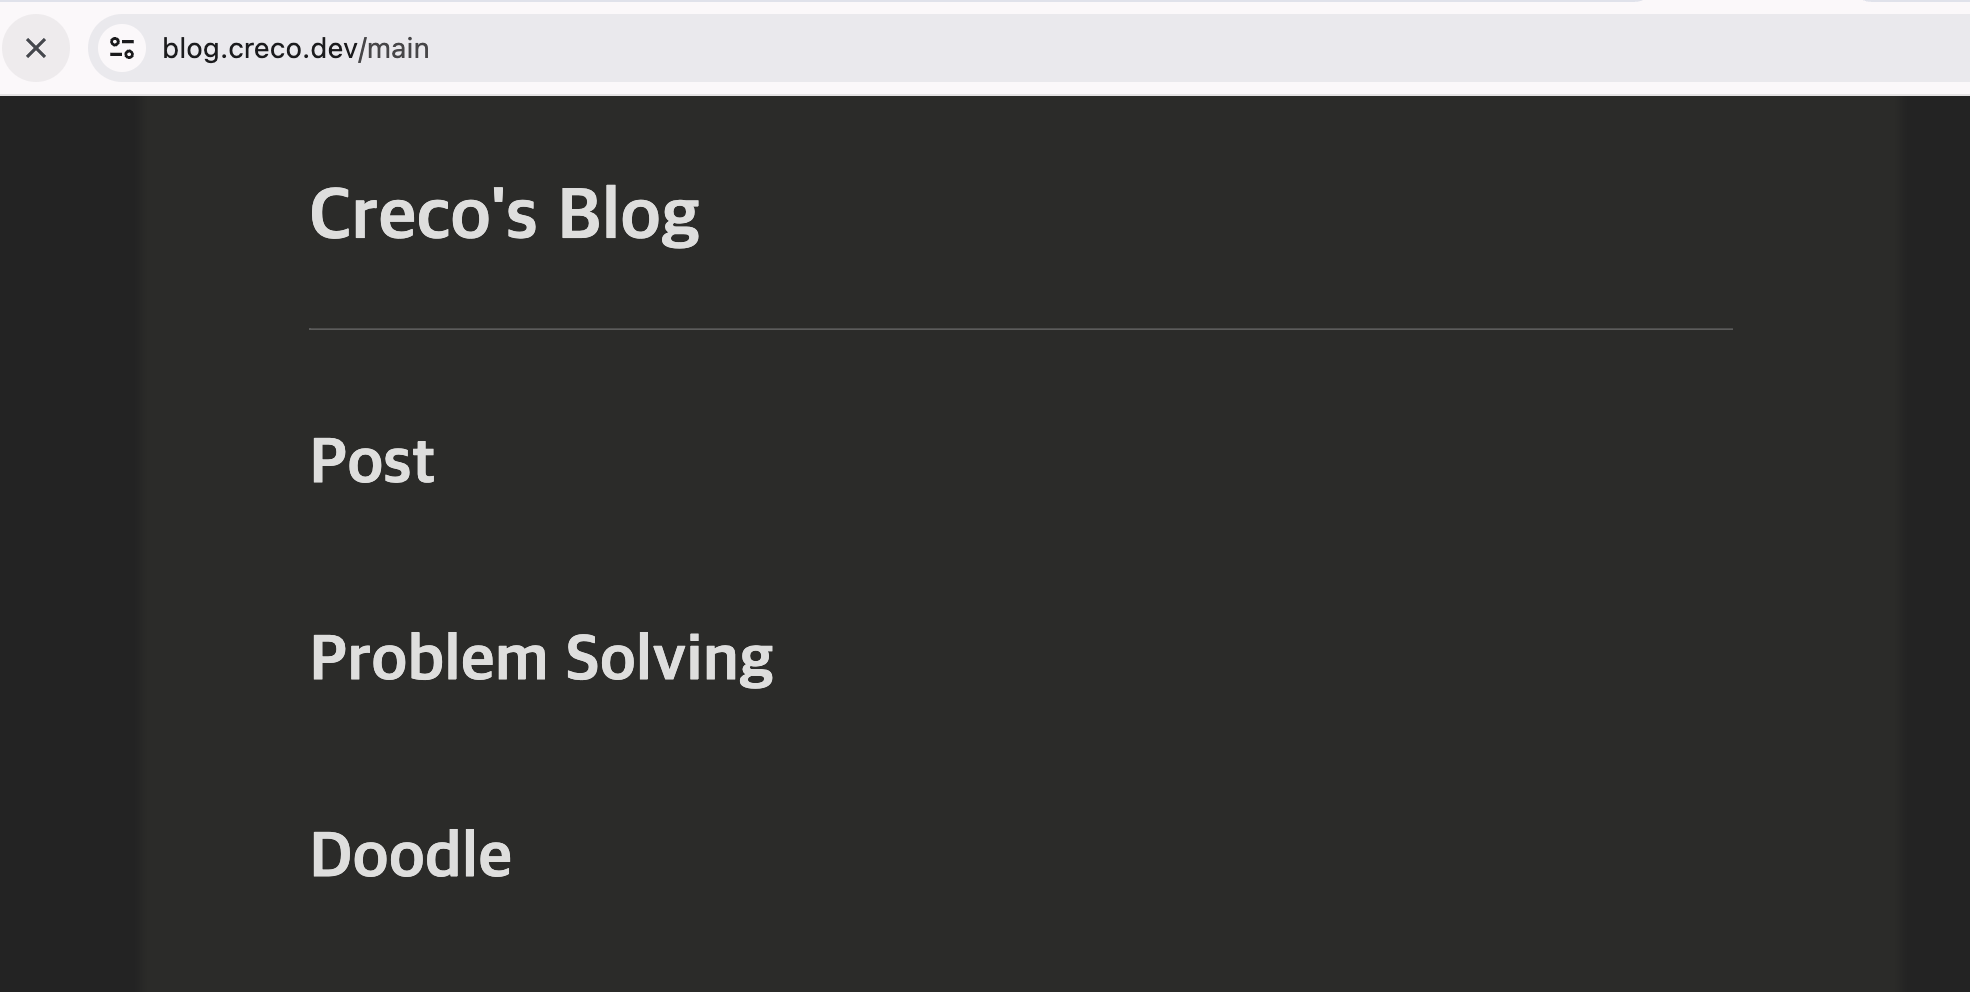 blog.creco.dev/main
Creco's Blog
Post
Problem Solving
Doodle